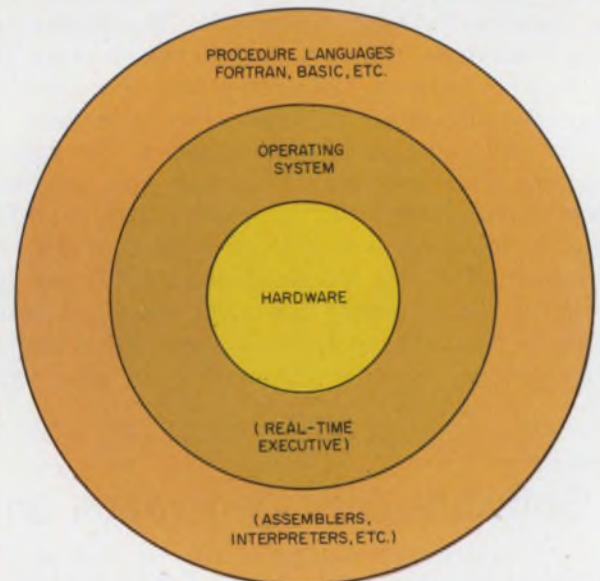 PROCEDURE LANGUAGES
FORTRAN, BASIC, ETC.
OPERATING
SYSTEM
HARDWARE
(REAL-TIME
EXECUTIVE)
(ASSEMBLERS,
INTERPRETERS, ETC.)